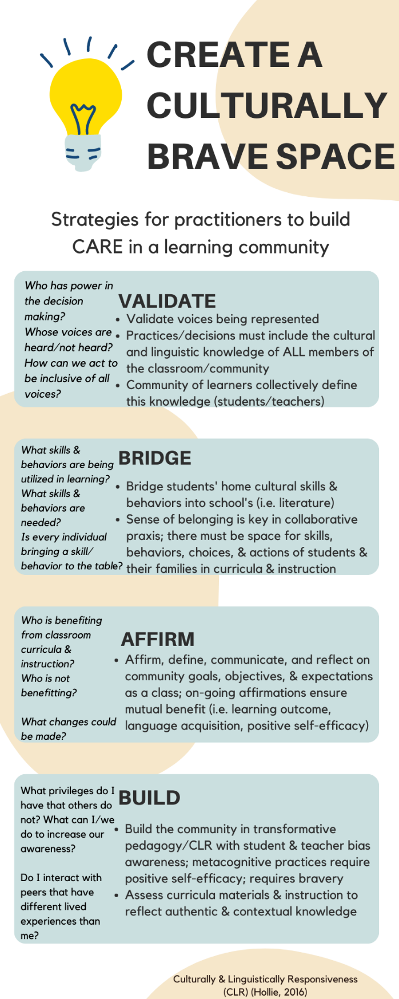 CREATE A
CULTURALLY
BRAVE SPACE
Strategies for practitioners to build
CARE in a learning community
Who has power in
the decision
making?
Whose voices are
heard/not heard?
How can we act to
be inclusive of all
voices?
VALIDATE
• Validate voices being represented
• Practices/decisions must include the cultural
and linguistic knowledge of ALL members of
the classroom/community
• Community of learners collectively define
this knowledge (students/teachers)
What skills &
behaviors are being
utilized in learning?
What skills &
behaviors are
needed?
Is every individual
bringing a skill/
behavior to the table?
BRIDGE
• Bridge students' home cultural skills &
behaviors into school's (i.e. literature)
• Sense of belonging is key in collaborative
praxis; there must be space for skills,
behaviors, choices, & actions of students &
their families in curricula & instruction
Who is benefiting
from classroom
curricula &
instruction?
Who is not
benefitting?
What changes could
be made?
AFFIRM
• Affirm, define, communicate, and reflect on
community goals, objectives, & expectations
as a class; on-going affirmations ensure
mutual benefit (i.e. learning outcome,
language acquisition, positive self-efficacy)
What privileges do I
have that others do
not? What can I/we
do to increase our
awareness?
Do I interact with
peers that have
different lived
experiences than
me?
BUILD
• Build the community in transformative
pedagogy/CLR with student & teacher bias
awareness; metacognitive practices require
positive self-efficacy; requires bravery
• Assess curricula materials & instruction to
reflect authentic & contextual knowledge
Culturally & Linguistically Responsiveness
(CLR) (Hollie, 2016)